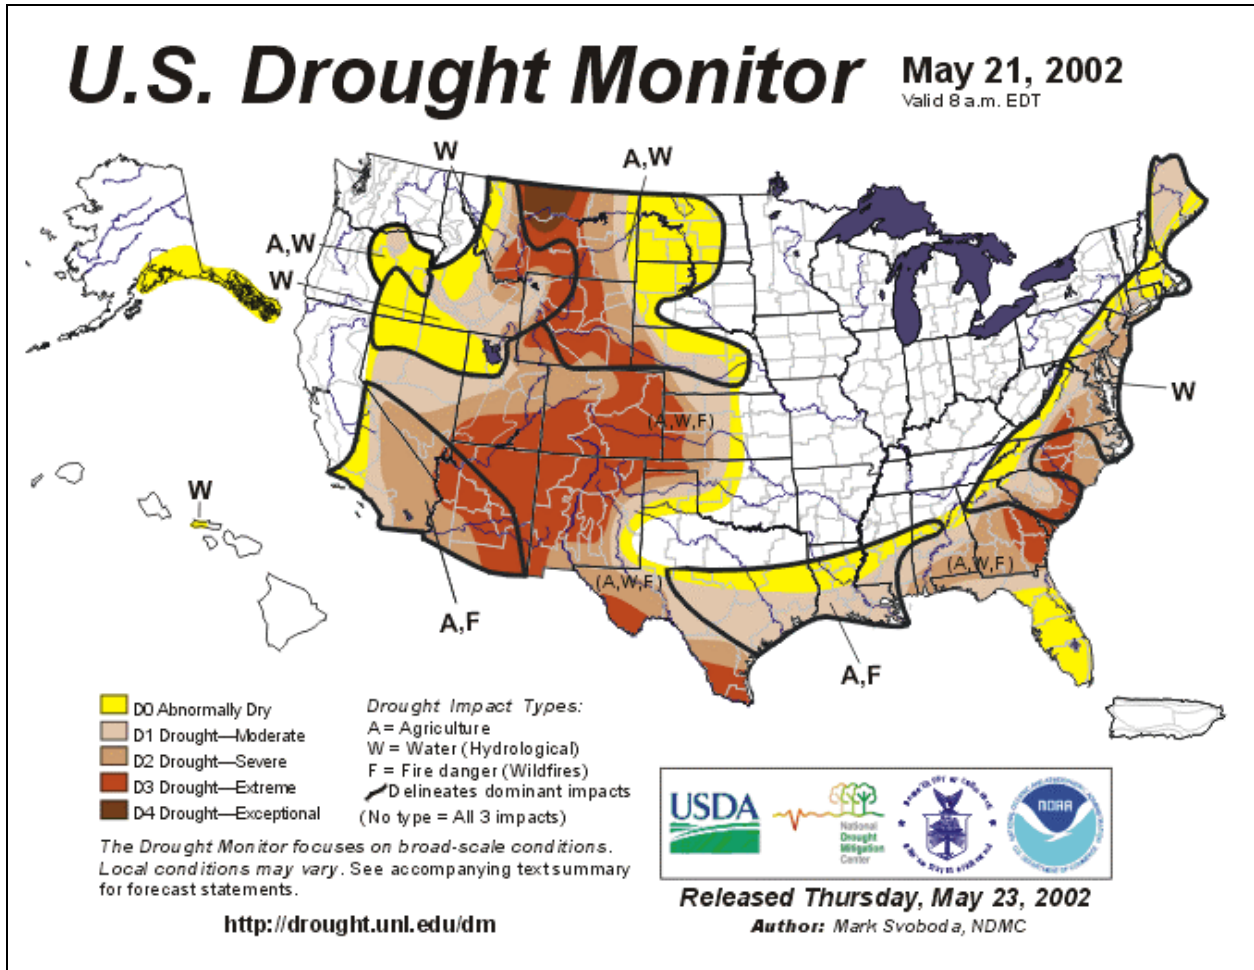 U.S. Drought Monitor
May 21, 2002
Valid 8 a.m. EDT
W
A,W
A,W
W
W
W
(A,W,F)
(A,W,F)
(A,W,F)
A,F
A,F
D0 Abnormally Dry
D1 Drought—Moderate
D2 Drought—Severe
D3 Drought—Extreme
D4 Drought—Exceptional
Drought Impact Types:
A = Agriculture
W = Water (Hydrological)
F = Fire danger (Wildfires)
Delineates dominant impacts
(No type = All 3 impacts)
The Drought Monitor focuses on broad-scale conditions.
Local conditions may vary. See accompanying text summary
for forecast statements.
http://drought.unl.edu/dm
USDA
National
Drought
Mitigation
Center
NOAA
Released Thursday, May 23, 2002
Author: Mark Svoboda, NDMC